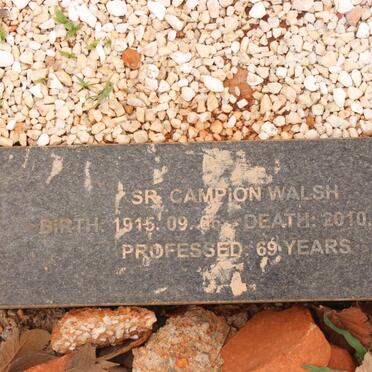 SR. CAMPION WALSH
BIRTH: 1915. 09. DEATH: 2010.
PROFESSED: 69 YEARS